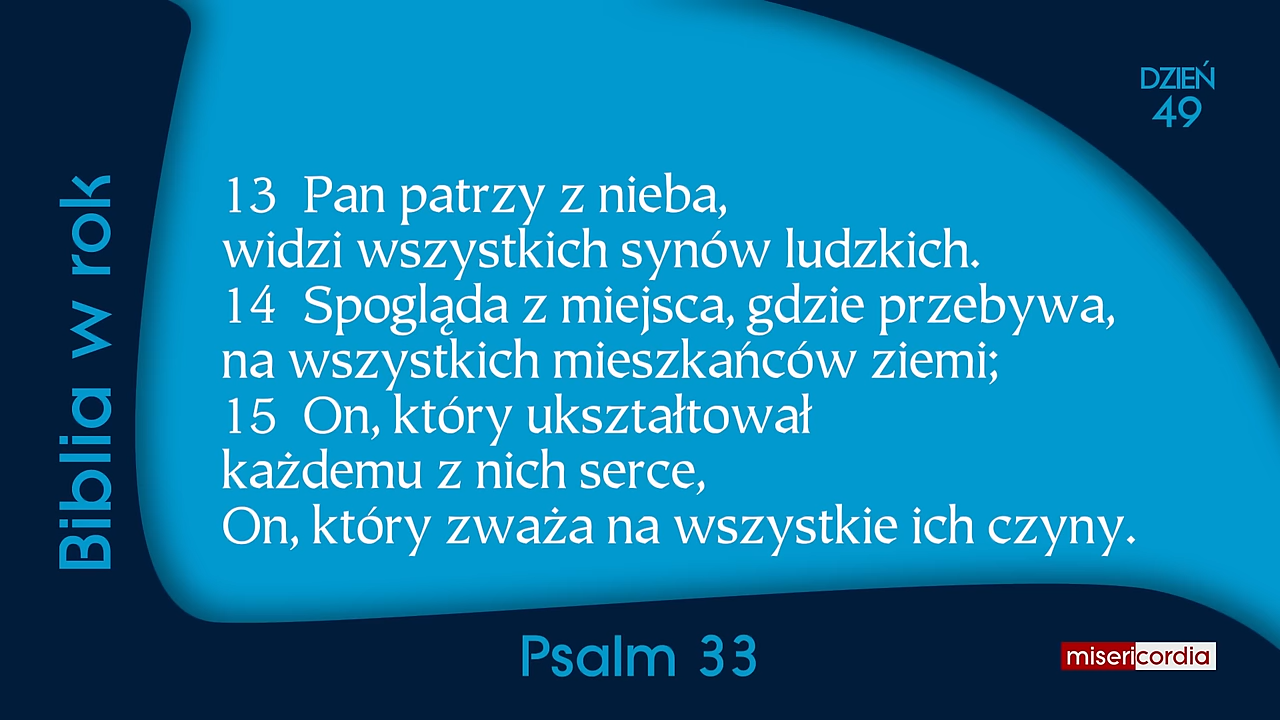 DZIEŃ
49
Biblia w rok
13 Pan patrzy z nieba,
widzi wszystkich synów ludzkich.
14 Spogląda z miejsca, gdzie przebywa,
na wszystkich mieszkańców ziemi;
15 On, który ukształtował
każdemu z nich serce,
On, który zważa na wszystkie ich czyny.
Psalm 33
misericordia